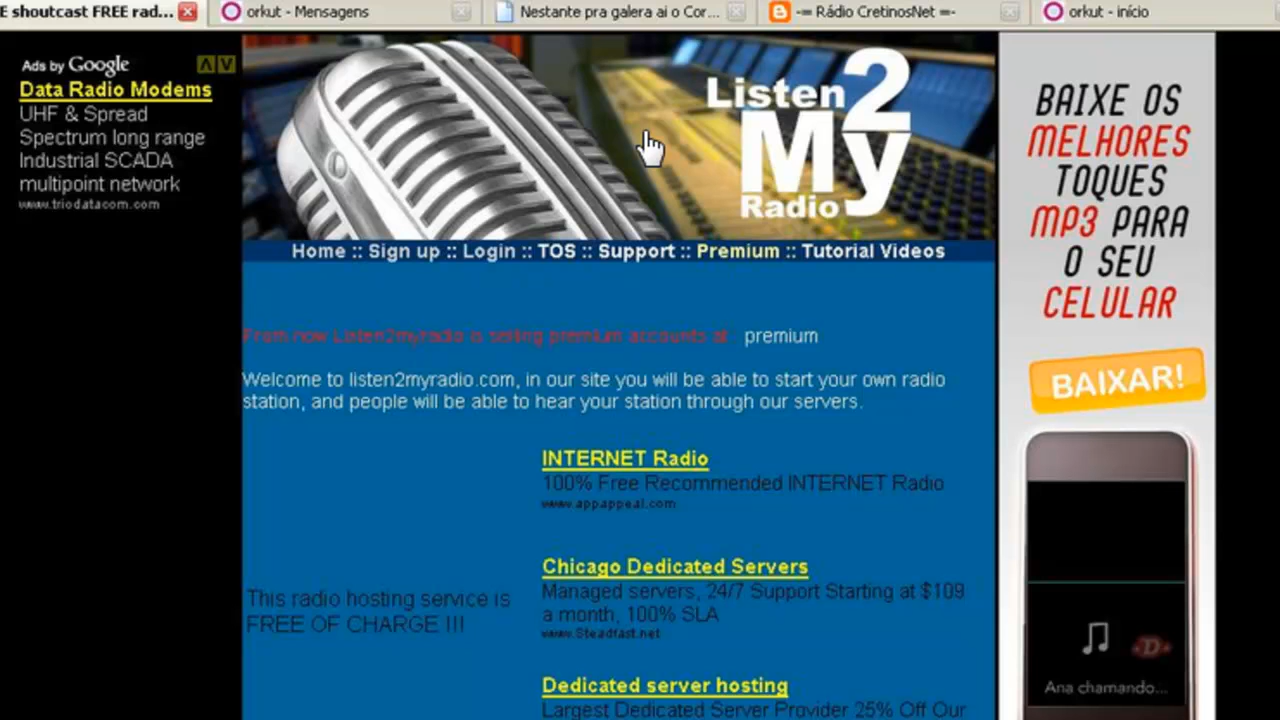 E shoutcast FREE rad...
orkut - Mensagens
Nestante pra galera ai o Cor...
-= Rádio CretinosNet =-
orkut - início
Ads by Google
Data Radio Modems
UHF & Spread
Spectrum long range
Industrial SCADA
multipoint network
www.triodatacom.com
Listen 2
My
Radio
Home :: Sign up :: Login :: TOS :: Support :: Premium :: Tutorial Videos
From now Listen2myradio is selling premium accounts at premium
Welcome to listen2myradio.com, in our site you will be able to start your own radio
station, and people will be able to hear your station through our servers.
INTERNET Radio
100% Free Recommended INTERNET Radio
www.appappeal.com
Chicago Dedicated Servers
Managed servers, 24/7 Support Starting at $109
a month, 100% SLA
www.Steadfast.net
This radio hosting service is
FREE OF CHARGE !!!
Dedicated server hosting
Largest Dedicated Server Provider 25% Off Our
BAIXE OS
MELHORES
TOQUES
MP3 PARA
O SEU
CELULAR
BAIXAR!
Ana chamando...